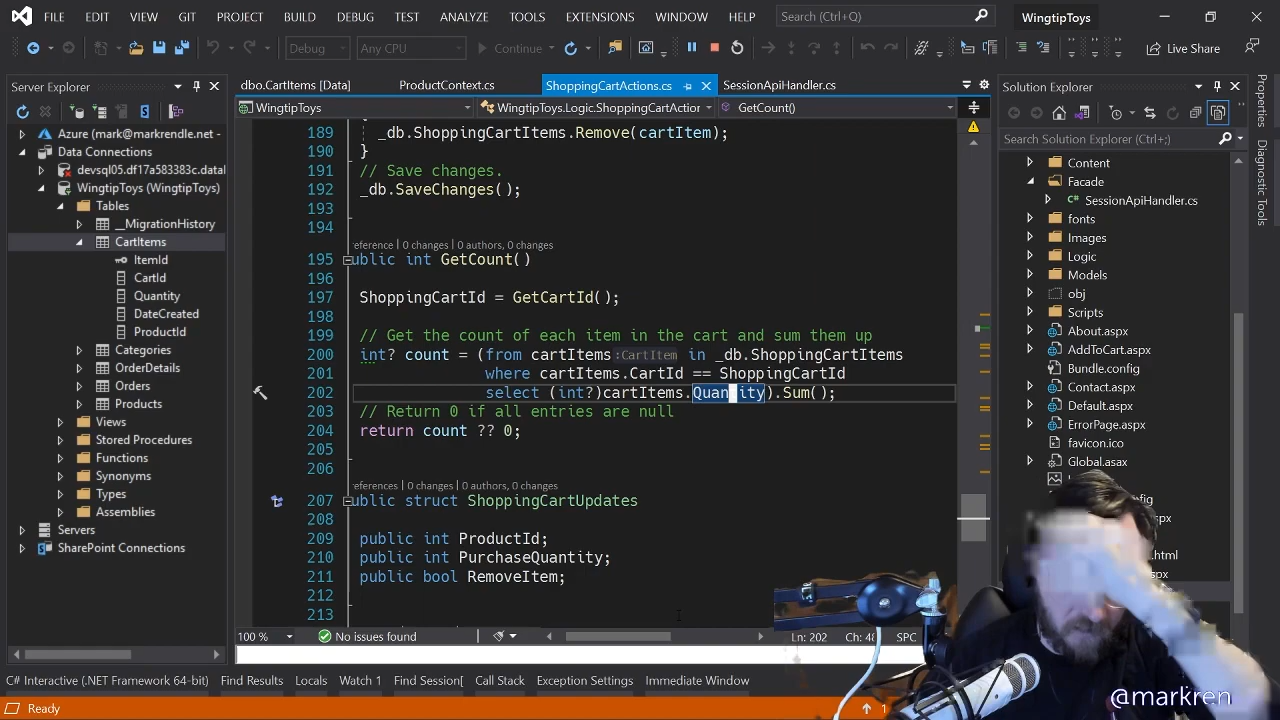 FILE EDIT VIEW GIT PROJECT BUILD DEBUG TEST ANALYZE TOOLS EXTENSIONS WINDOW HELP Search (Ctrl+Q) WingtipToys
Debug Any CPU Continue Live Share
Server Explorer
Azure (mark@markrendle.net -
Data Connections
devsql05.df17a583383c.datal
WingtipToys (WingtipToys)
Tables
__MigrationHistory
CartItems
ItemId
CartId
Quantity
DateCreated
ProductId
Categories
OrderDetails
Orders
Products
Views
Stored Procedures
Functions
Synonyms
Types
Assemblies
Servers
SharePoint Connections
dbo.CartItems [Data] ProductContext.cs ShoppingCartActions.cs SessionApiHandler.cs
WingtipToys WingtipToys.Logic.ShoppingCartAction GetCount()
189 _db.ShoppingCartItems.Remove(cartItem);
190 }
191 // Save changes.
192 _db.SaveChanges();
193
194
eference | 0 changes | 0 authors, 0 changes
195 ublic int GetCount()
196
197 ShoppingCartId = GetCartId();
198
199 // Get the count of each item in the cart and sum them up
200 int? count = (from cartItems :CartItem in _db.ShoppingCartItems
201 where cartItems.CartId == ShoppingCartId
202 select (int?)cartItems.Quan ity).Sum();
203 // Return 0 if all entries are null
204 return count ?? 0;
205
206
eferences | 0 changes | 0 authors, 0 changes
207 ublic struct ShoppingCartUpdates
208
209 public int ProductId;
210 public int PurchaseQuantity;
211 public bool RemoveItem;
212
213
100 % No issues found Ln: 202 SPC
Solution Explorer
Search Solution Explorer (Ctrl+;)
Content
Facade
SessionApiHandler.cs
fonts
Images
Logic
Models
obj
Scripts
About.aspx
AddToCart.aspx
Bundle.config
Contact.aspx
Default.aspx
ErrorPage.aspx
favicon.ico
Global.asax
Properties
Diagnostic Tools
C# Interactive (.NET Framework 64-bit) Find Results Locals Watch 1 Find Session[ Call Stack Exception Settings Immediate Window
Ready 1
@markren